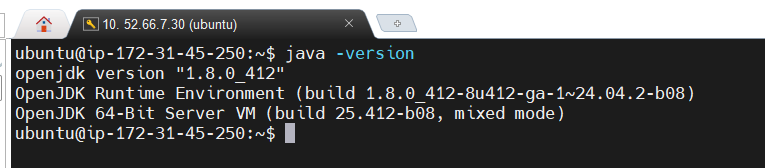 10. 52.66.7.30 (ubuntu)
ubuntu@ip-172-31-45-250:~$ java -version
openjdk version "1.8.0_412"
OpenJDK Runtime Environment (build 1.8.0_412-8u412-ga-1~24.04.2-b08)
OpenJDK 64-Bit Server VM (build 25.412-b08, mixed mode)
ubuntu@ip-172-31-45-250:~$